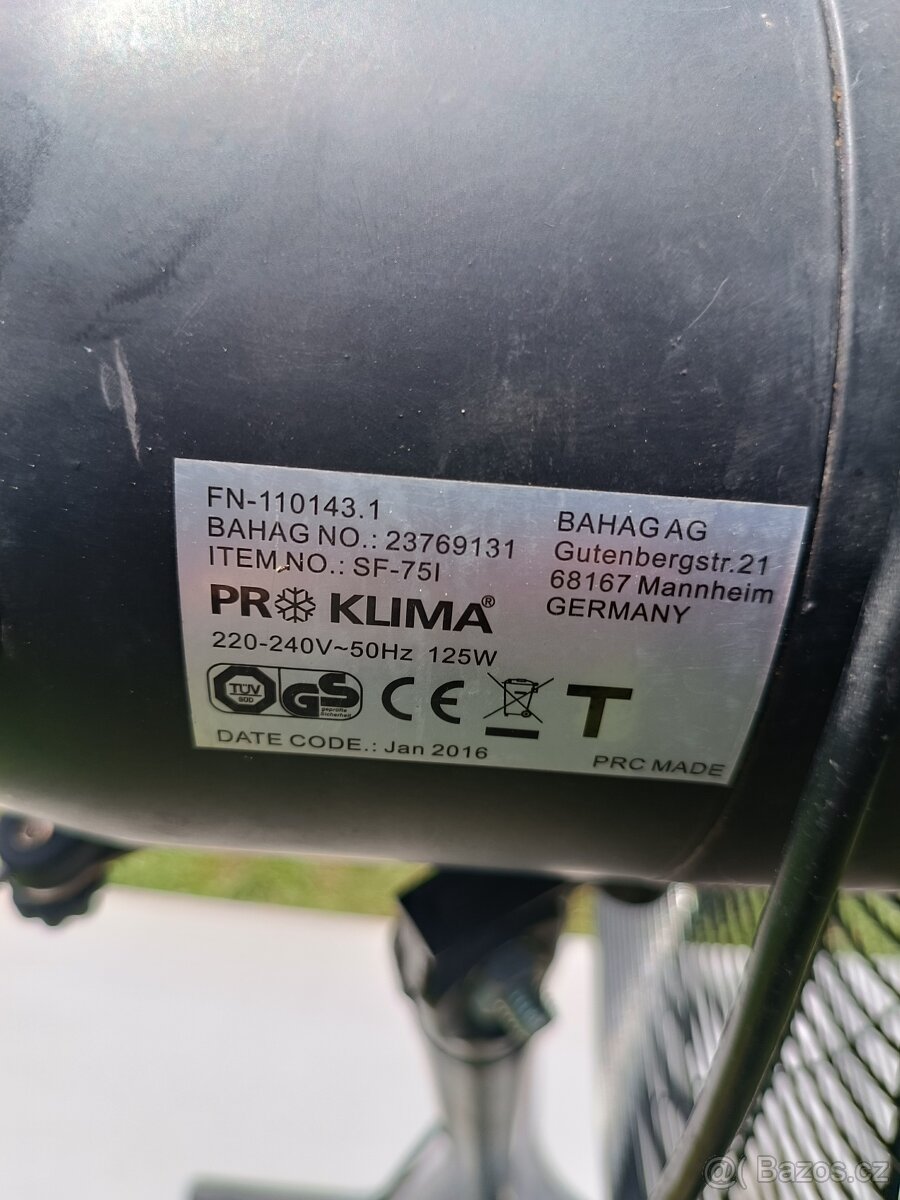 FN-110143.1
BAHAG NO.: 23769131
ITEM NO.: SF-75I
PRO KLIMA®
220-240V~50Hz 125W
BAHAG AG
Gutenbergstr.21
68167 Mannheim
GERMANY
TÜV
SÜD
GS
geprüfte
Sicherheit
CE
T
DATE CODE.: Jan 2016
PRC MADE
@( Bazos.cz